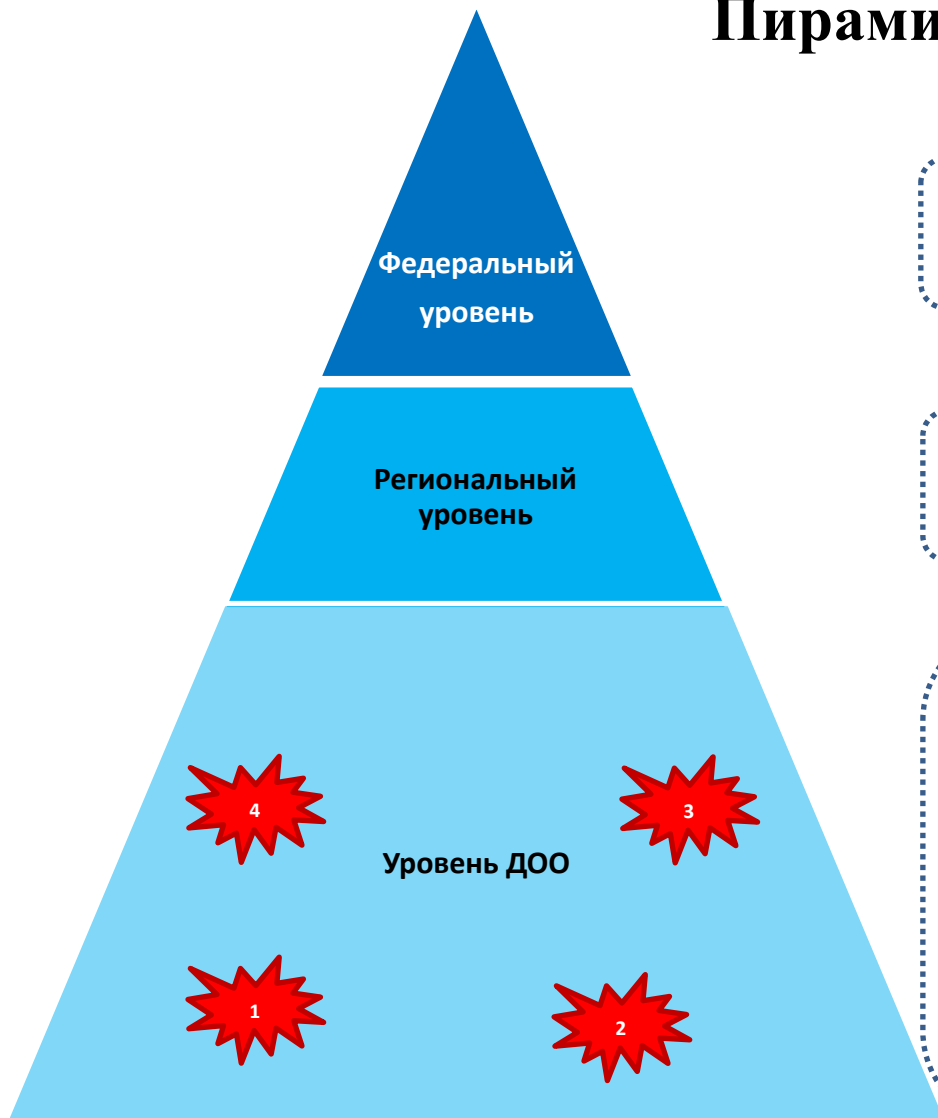 Пирами
Федеральный
уровень
Региональный
уровень
4
3
Уровень ДОО
1
2